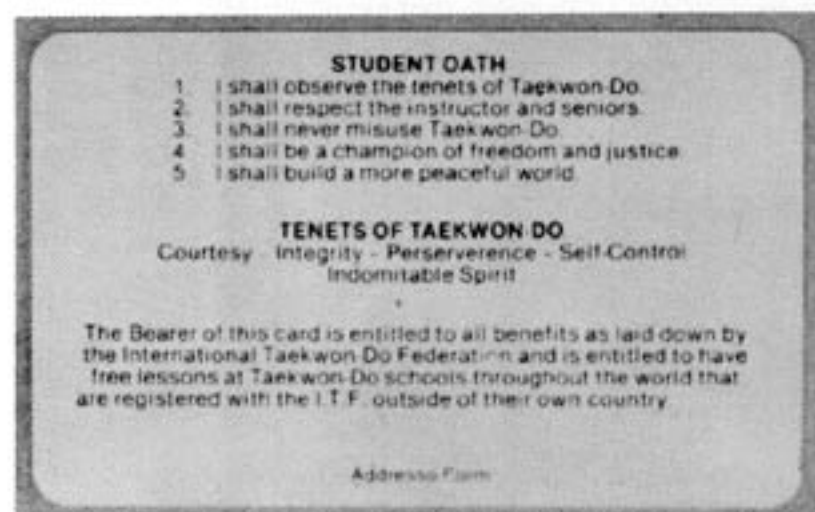 STUDENT OATH
1. I shall observe the tenets of Taekwon-Do.
2. I shall respect the instructor and seniors.
3. I shall never misuse Taekwon-Do.
4. I shall be a champion of freedom and justice.
5. I shall build a more peaceful world.
TENETS OF TAEKWON-DO
Courtesy - Integrity - Perserverence - Self-Control
Indomitable Spirit
The Bearer of this card is entitled to all benefits as laid down by
the International Taekwon-Do Federation and is entitled to have
free lessons at Taekwon-Do schools throughout the world that
are registered with the I.T.F. outside of their own country.